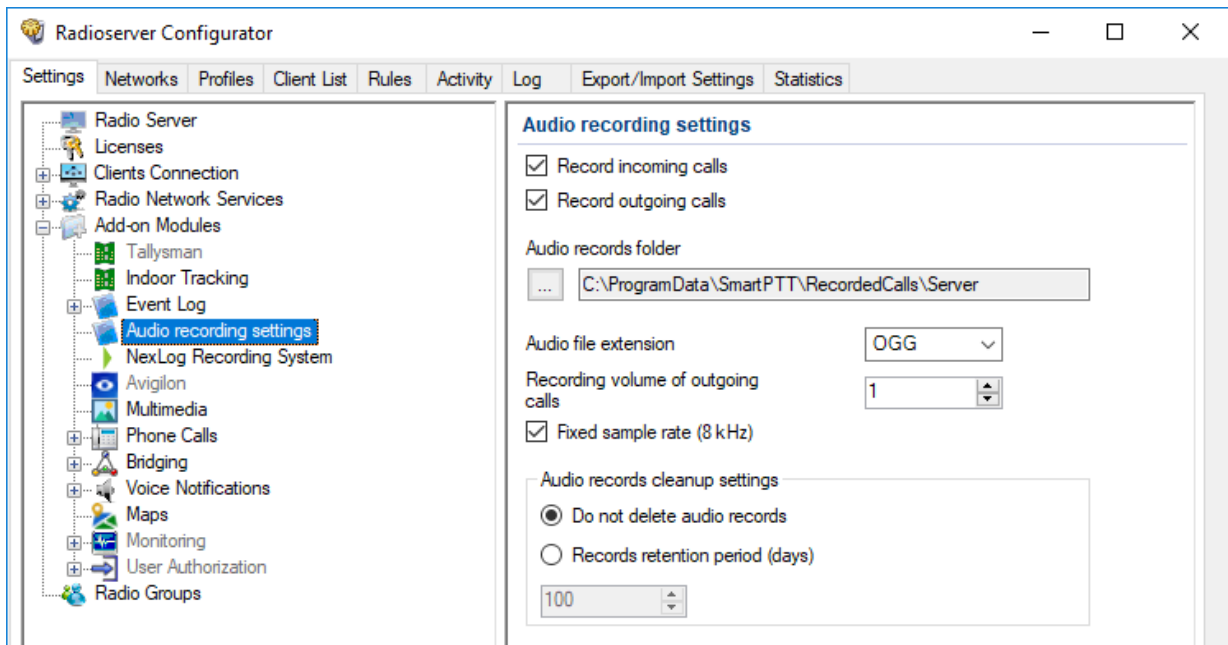 Radioserver Configurator
Settings Networks Profiles Client List Rules Activity Log Export/Import Settings Statistics
Radio Server
Licenses
Clients Connection
Radio Network Services
Add-on Modules
Tallysman
Indoor Tracking
Event Log
Audio recording settings
NexLog Recording System
Avigilon
Multimedia
Phone Calls
Bridging
Voice Notifications
Maps
Monitoring
User Authorization
Radio Groups
Audio recording settings
Record incoming calls
Record outgoing calls
Audio records folder
... C:\ProgramData\SmartPTT\RecordedCalls\Server
Audio file extension OGG
Recording volume of outgoing
calls 1
Fixed sample rate (8 kHz)
Audio records cleanup settings
Do not delete audio records
Records retention period (days)
100